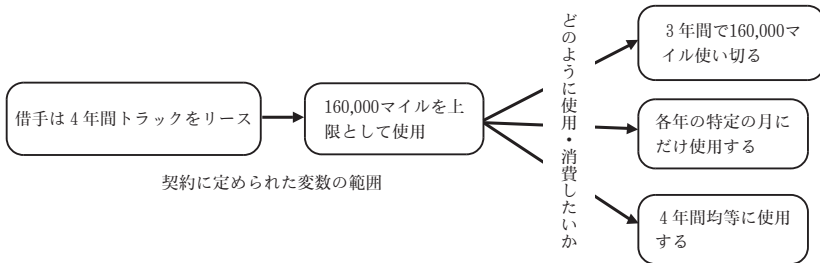 借手は4年間トラックをリース
160,000マイルを上
限として使用
契約に定められた変数の範囲
どのように使用・消費したいか
3年間で160,000マ
イル使い切る
各年の特定の月に
だけ使用する
4年間均等に使用
する